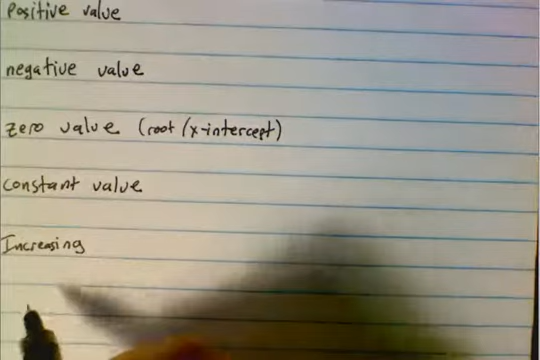 Positive value
negative value
zero value (root/x-intercept)
constant value
Increasing